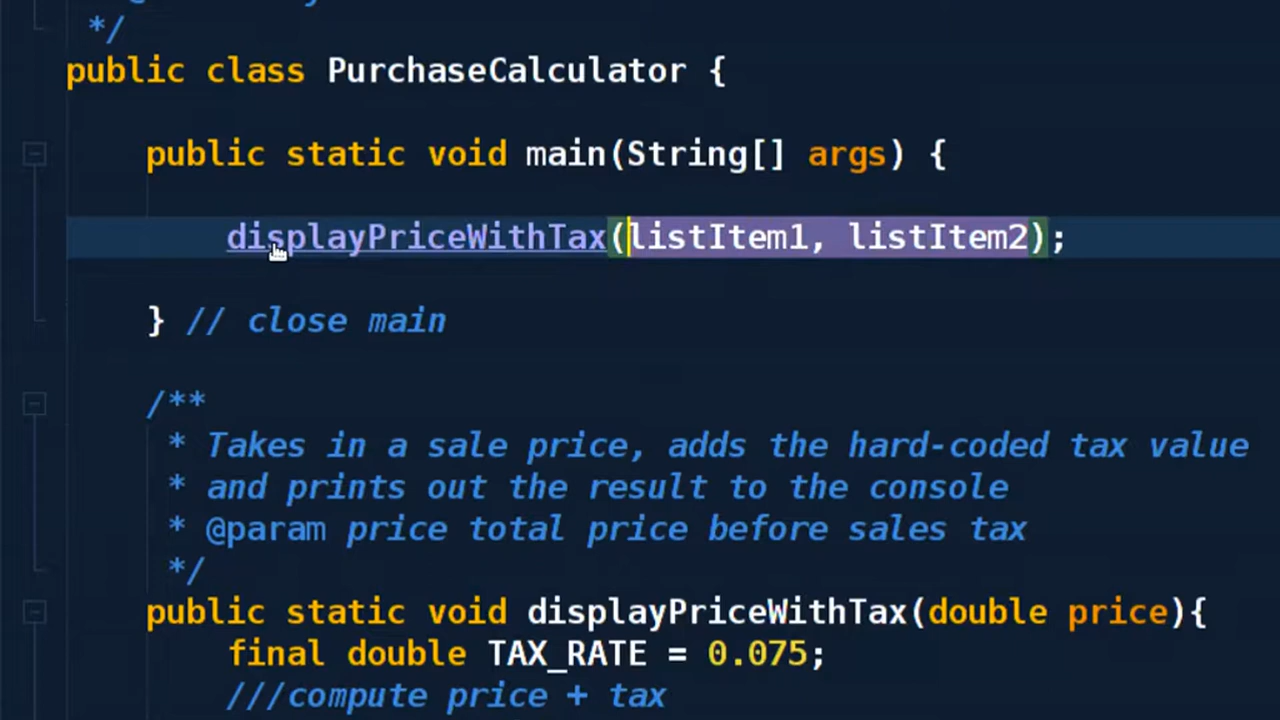 */
public class PurchaseCalculator {
public static void main(String[] args) {
displayPriceWithTax(listItem1, listItem2);
} // close main
/**
* Takes in a sale price, adds the hard-coded tax value
* and prints out the result to the console
* @param price total price before sales tax
*/
public static void displayPriceWithTax(double price){
final double TAX_RATE = 0.075;
///compute price + tax